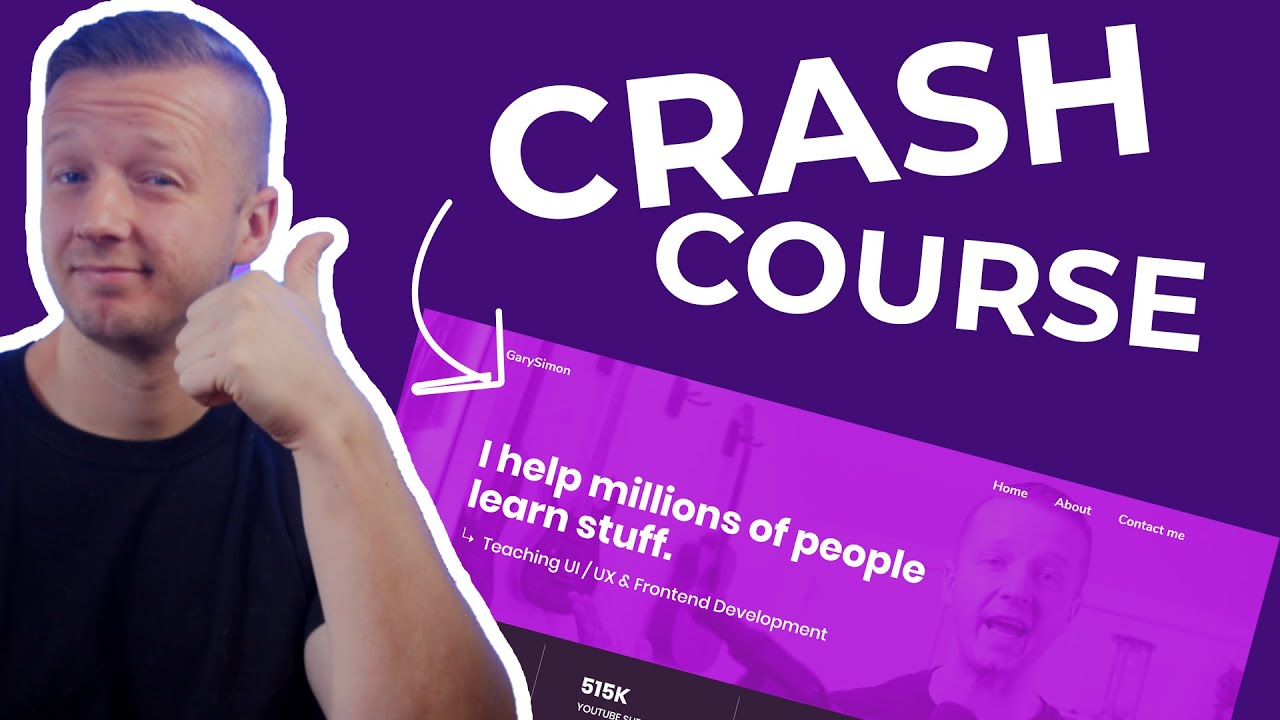 CRASH
COURSE
GarySimon
Home About Contact me
I help millions of people
learn stuff.
↳ Teaching UI / UX & Frontend Development
515K
YOUTUBE